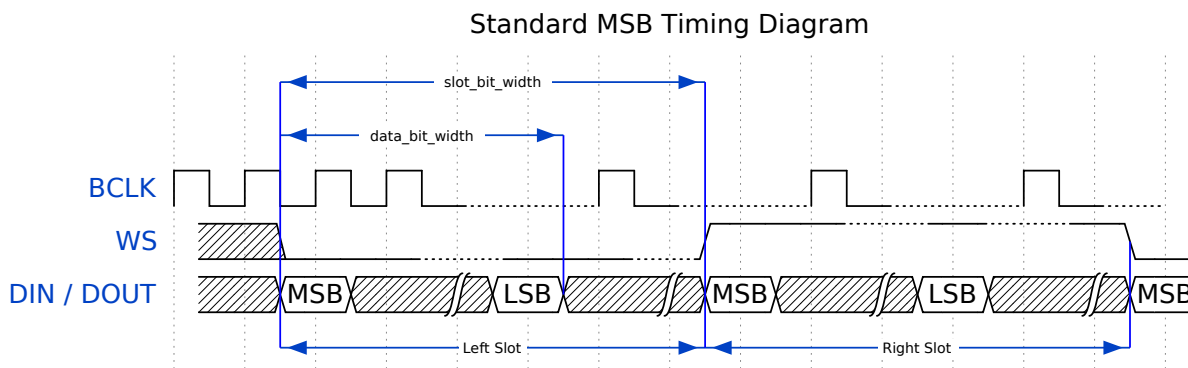 Standard MSB Timing Diagram
slot_bit_width
data_bit_width
BCLK
WS
DIN / DOUT
MSB
LSB
MSB
LSB
MSB
Left Slot
Right Slot